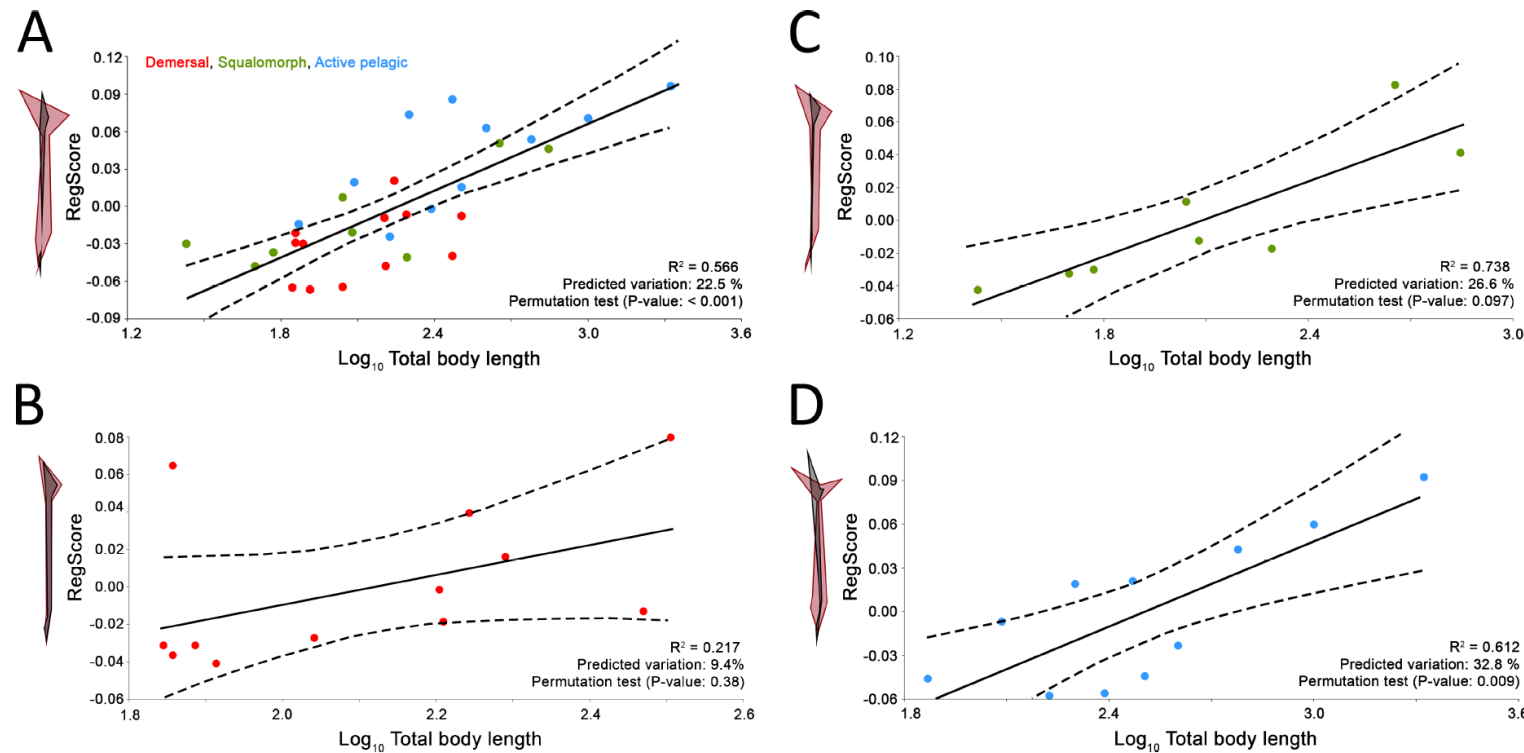 A
Demersal, Squalomorph, Active pelagic
RegScore
0.12
0.09
0.06
0.03
0.00
-0.03
-0.06
-0.09
R² = 0.566
Predicted variation: 22.5 %
Permutation test (P-value: < 0.001)
1.2 1.8 2.4 3.0 3.6
Log₁₀ Total body length
B
RegScore
0.08
0.06
0.04
0.02
0.00
-0.02
-0.04
-0.06
R² = 0.217
Predicted variation: 9.4%
Permutation test (P-value: 0.38)
1.8 2.0 2.2 2.4 2.6
Log₁₀ Total body length
C
RegScore
0.10
0.08
0.06
0.04
0.02
0.00
-0.02
-0.04
-0.06
R² = 0.738
Predicted variation: 26.6 %
Permutation test (P-value: 0.097)
1.2 1.8 2.4 3.0
Log₁₀ Total body length
D
RegScore
0.12
0.09
0.06
0.03
0.00
-0.03
-0.06
R² = 0.612
Predicted variation: 32.8 %
Permutation test (P-value: 0.009)
1.8 2.4 3.0 3.6
Log₁₀ Total body length